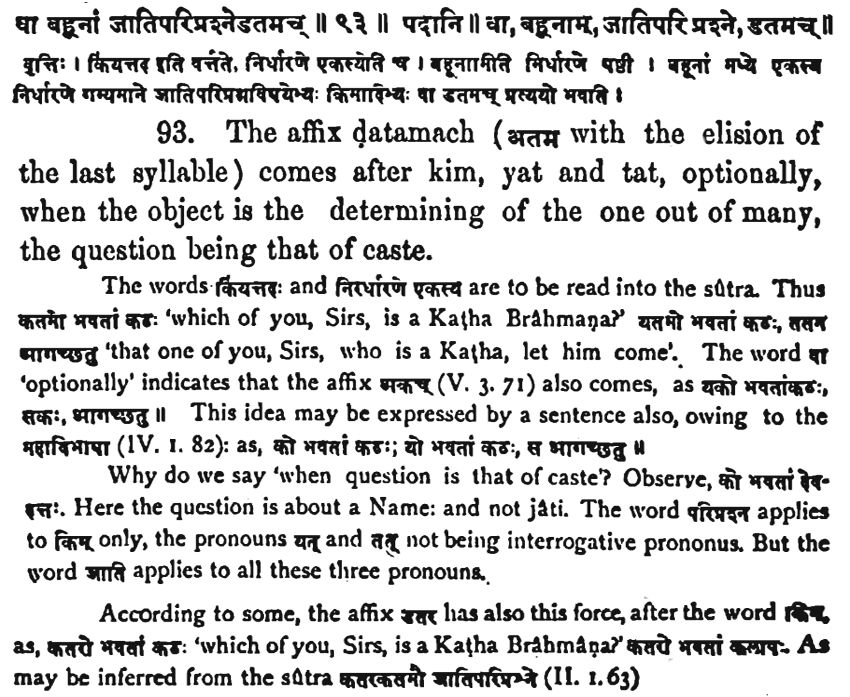 वा बहूनां जातिपरिप्रश्नेडतमच् ॥ ९३ ॥ पदानि ॥ वा, बहूनाम्, जातिपरि प्रश्ने, डतमच् ॥
वृत्तिः । किंयत्तद इति वर्त्तते, निर्धारणे एकस्येति च । बहूनामिति निर्धारणे षष्ठी । बहूनां मध्ये एकस्य
निर्धारणे गम्यमाने जातिपरिप्रश्नविषयेभ्यः किमादिभ्यः वा डतमच् प्रत्ययो भवति ।
93. The affix ḍatamach (अतम with the elision of
the last syllable) comes after kim, yat and tat, optionally,
when the object is the determining of the one out of many,
the question being that of caste.
The words किंयत्तदः and निर्धारणे एकस्य are to be read into the sûtra. Thus
कतमो भवतां कठः 'which of you, Sirs, is a Kaṭha Brâhmaṇa?' यतमो भवतां कठः, ततम
आगच्छतु 'that one of you, Sirs, who is a Kaṭha, let him come'. The word वा
'optionally' indicates that the affix अकच् (V. 3. 71) also comes, as यको भवतांकठः,
सकः, आगच्छतु ॥ This idea may be expressed by a sentence also, owing to the
महाविभाषा (IV. 1. 82): as, को भवतां कठः; यो भवतां कठः, स आगच्छतु ॥
Why do we say 'when question is that of caste'? Observe, को भवतां देव-
दत्तः. Here the question is about a Name: and not jâti. The word परिप्रश्न applies
to किम् only, the pronouns यत् and तत् not being interrogative prononus. But the
word जाति applies to all these three pronouns.
According to some, the affix डतर has also this force, after the word किम्,
as, कतरो भवतां कठः 'which of you, Sirs, is a Kaṭha Brâhmâṇa?' कतरो भवतां कलापः. As
may be inferred from the sûtra कतरकतमौ जातिपरिप्रश्ने (II. 1. 63)